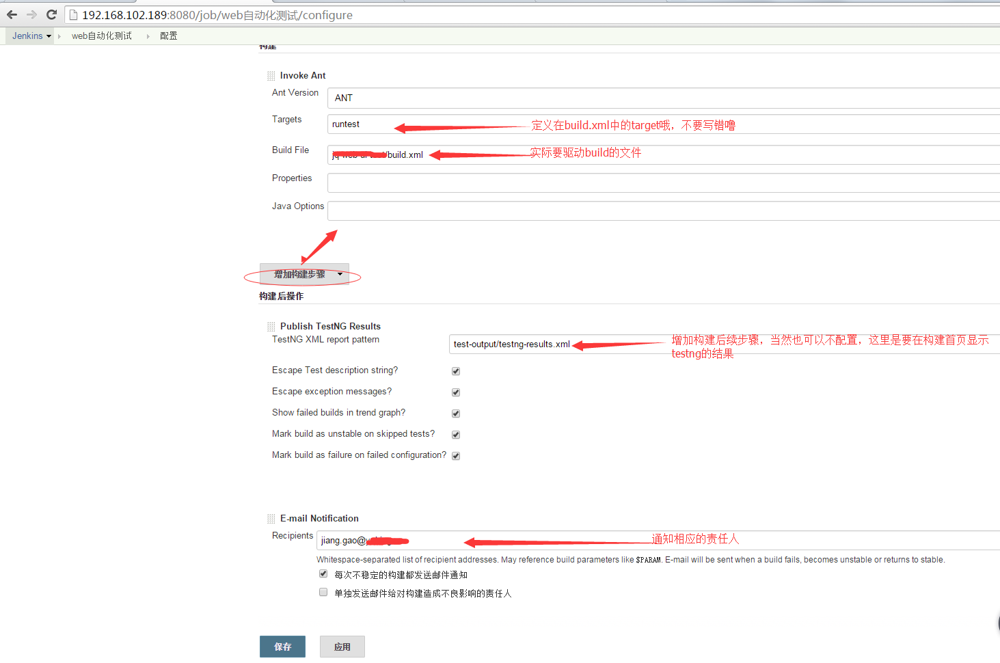 192.168.102.189:8080/job/web自动化测试/configure
Jenkins web自动化测试 配置
构建
Invoke Ant
Ant Version
ANT
Targets
runtest
定义在build.xml中的target哦，不要写错噜
Build File
/build.xml
实际要驱动build的文件
Properties
Java Options
增加构建步骤
构建后操作
Publish TestNG Results
TestNG XML report pattern
test-output/testng-results.xml
增加构建后续步骤，当然也可以不配置，这里是要在构建首页显示
testng的结果
Escape Test description string?
Escape exception messages?
Show failed builds in trend graph?
Mark build as unstable on skipped tests?
Mark build as failure on failed configuration?
E-mail Notification
Recipients
jiang.gao@
通知相应的责任人
Whitespace-separated list of recipient addresses. May reference build parameters like $PARAM. E-mail will be sent when a build fails, becomes unstable or returns to stable.
每次不稳定的构建都发送邮件通知
单独发送邮件给对构建造成不良影响的责任人
保存 应用